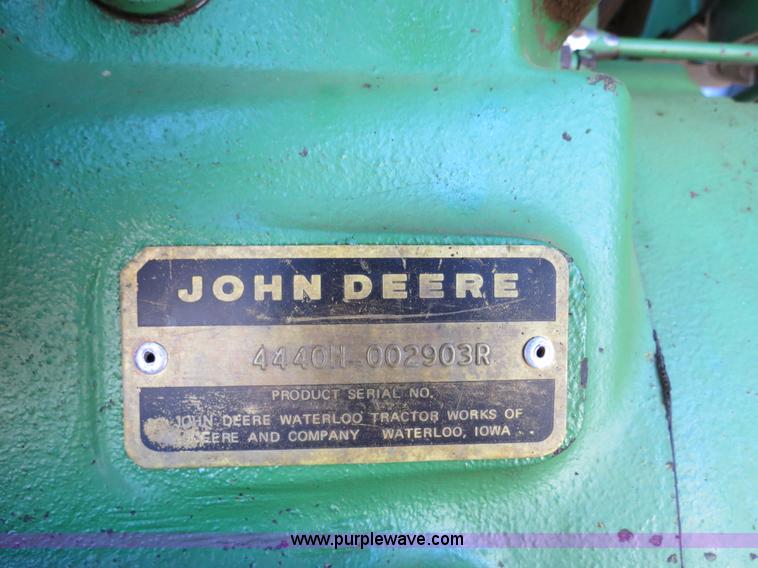 JOHN DEERE
4440H 002903R
PRODUCT SERIAL NO.
JOHN DEERE WATERLOO TRACTOR WORKS OF
DEERE AND COMPANY WATERLOO, IOWA
www.purplewave.com